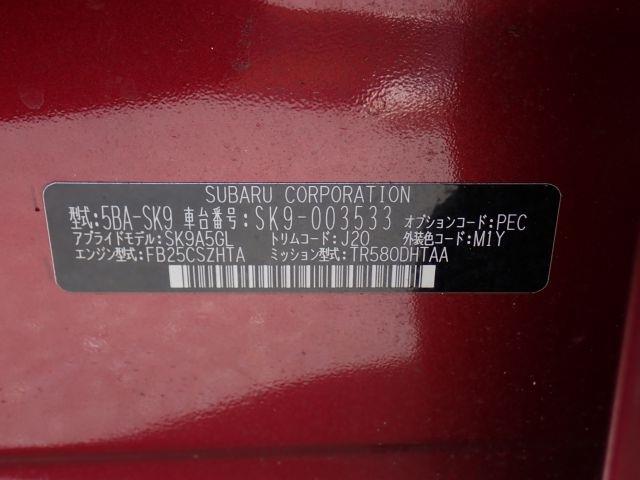 SUBARU CORPORATION
型式:5BA-SK9 車台番号:SK9-003533 オプションコード:PEC
アプライドモデル:SK9A5GL トリムコード:J20 外装色コード:M1Y
エンジン型式:FB25CSZHTA ミッション型式:TR580DHTAA